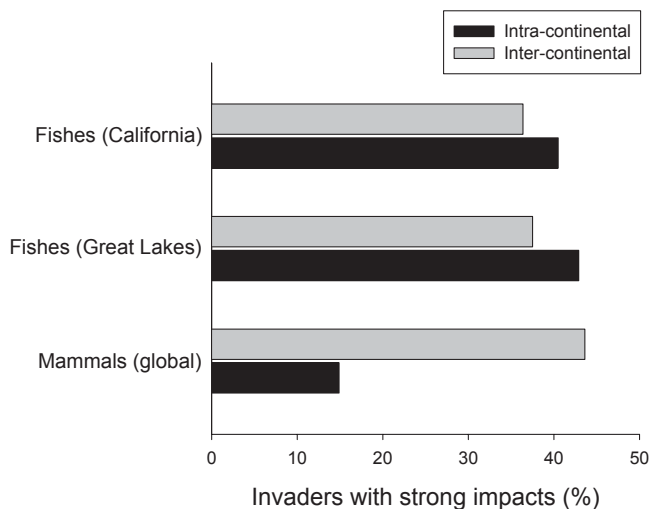 Intra-continental
Inter-continental
Fishes (California)
Fishes (Great Lakes)
Mammals (global)
0 10 20 30 40 50
Invaders with strong impacts (%)